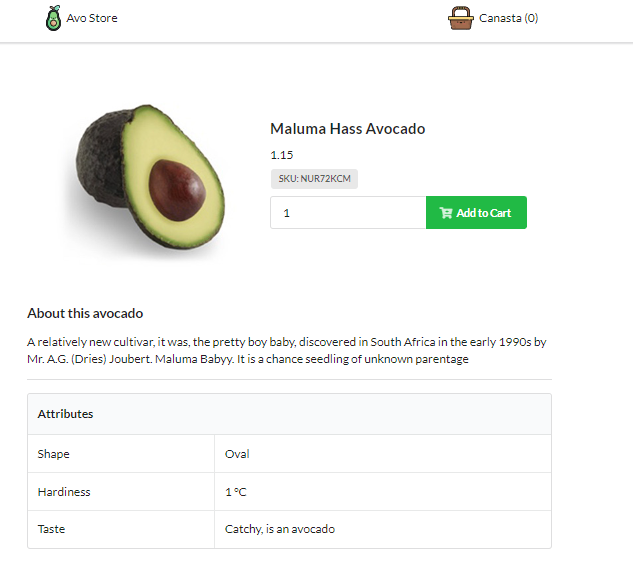 Avo Store
Canasta (0)
Maluma Hass Avocado
1.15
SKU: NUR72KCM
1
Add to Cart
About this avocado
A relatively new cultivar, it was, the pretty boy baby, discovered in South Africa in the early 1990s by
Mr. A.G. (Dries) Joubert. Maluma Babyy. It is a chance seedling of unknown parentage
Attributes
Shape Oval
Hardiness 1 ºC
Taste Catchy, is an avocado